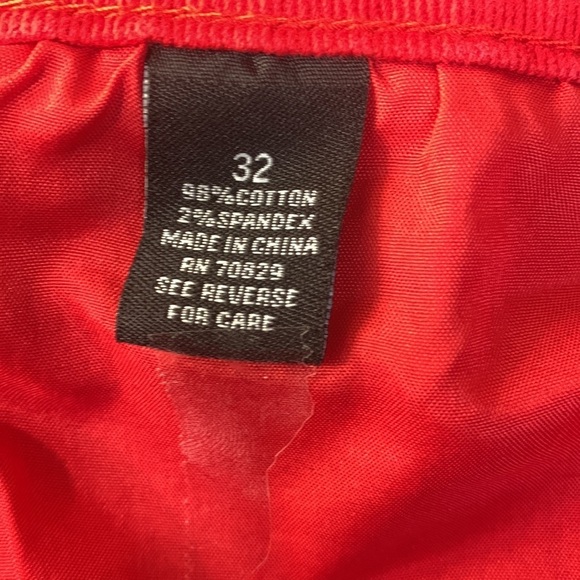 32
98%COTTON
2%SPANDEX
MADE IN CHINA
RN 70829
SEE REVERSE
FOR CARE